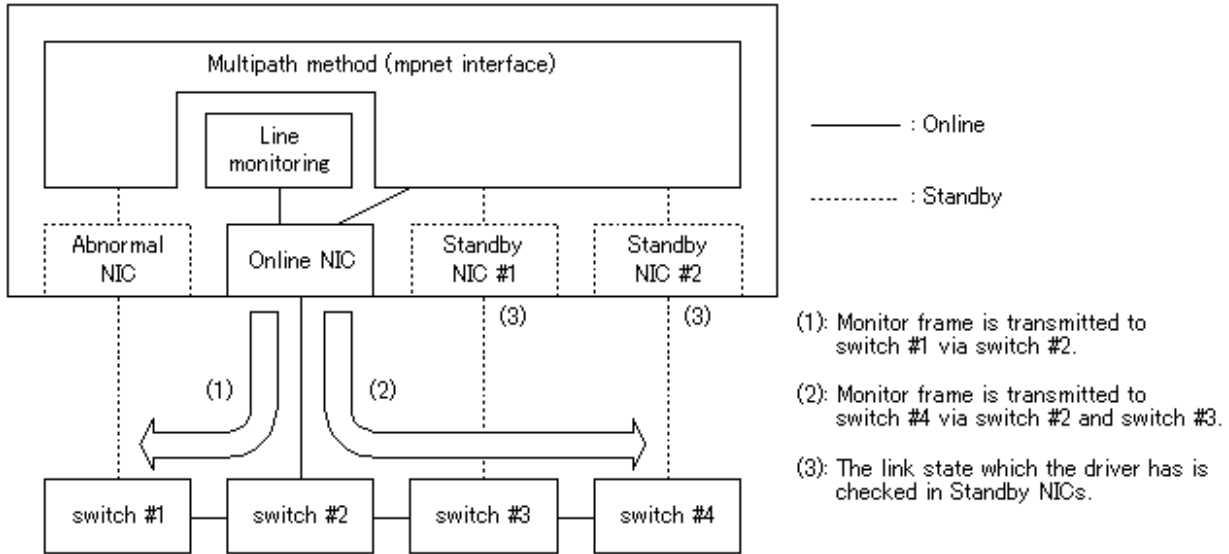 Multipath method (mpnet interface)
Line
monitoring
Abnormal
NIC
Online NIC
Standby
NIC #1
Standby
NIC #2
(3)
(3)
(1)
(2)
switch #1
switch #2
switch #3
switch #4
: Online
: Standby
(1): Monitor frame is transmitted to
switch #1 via switch #2.
(2): Monitor frame is transmitted to
switch #4 via switch #2 and switch #3.
(3): The link state which the driver has is
checked in Standby NICs.